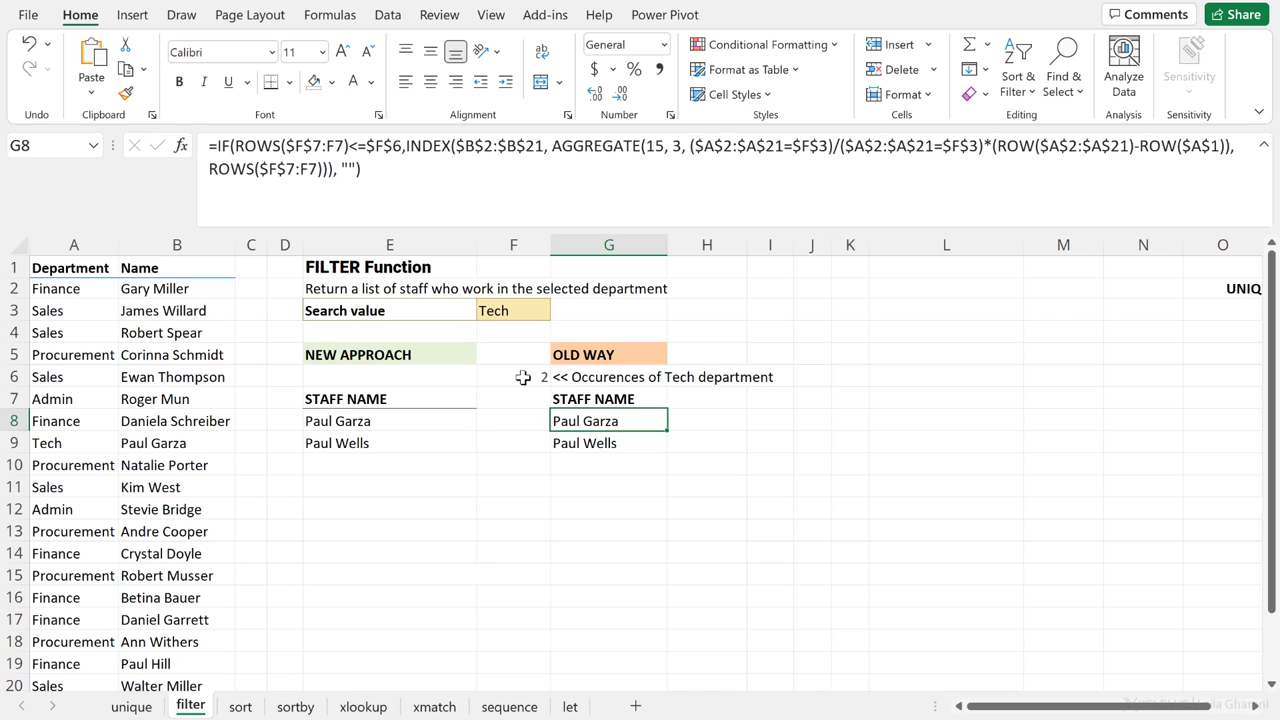 File Home Insert Draw Page Layout Formulas Data Review View Add-ins Help Power Pivot Comments Share
Calibri 11 General Conditional Formatting Insert
Paste Format as Table Delete Sort & Filter Find & Select Analyze Data Sensitivity
B I U $ % Cell Styles Format
Undo Clipboard Font Alignment Number Styles Cells Editing Analysis Sensitivity
G8 fx =IF(ROWS($F$7:F7)<=$F$6,INDEX($B$2:$B$21, AGGREGATE(15, 3, ($A$2:$A$21=$F$3)/($A$2:$A$21=$F$3)*(ROW($A$2:$A$21)-ROW($A$1)),
ROWS($F$7:F7))), "")
A B C D E F G H I J K L M N O
1 Department Name FILTER Function
2 Finance Gary Miller Return a list of staff who work in the selected department UNIQ
3 Sales James Willard Search value Tech
4 Sales Robert Spear
5 Procurement Corinna Schmidt NEW APPROACH OLD WAY
6 Sales Ewan Thompson 2 << Occurences of Tech department
7 Admin Roger Mun STAFF NAME STAFF NAME
8 Finance Daniela Schreiber Paul Garza Paul Garza
9 Tech Paul Garza Paul Wells Paul Wells
10 Procurement Natalie Porter
11 Sales Kim West
12 Admin Stevie Bridge
13 Procurement Andre Cooper
14 Finance Crystal Doyle
15 Procurement Robert Musser
16 Finance Betina Bauer
17 Finance Daniel Garrett
18 Procurement Ann Withers
19 Finance Paul Hill
20 Sales Walter Miller
unique filter sort sortby xlookup xmatch sequence let